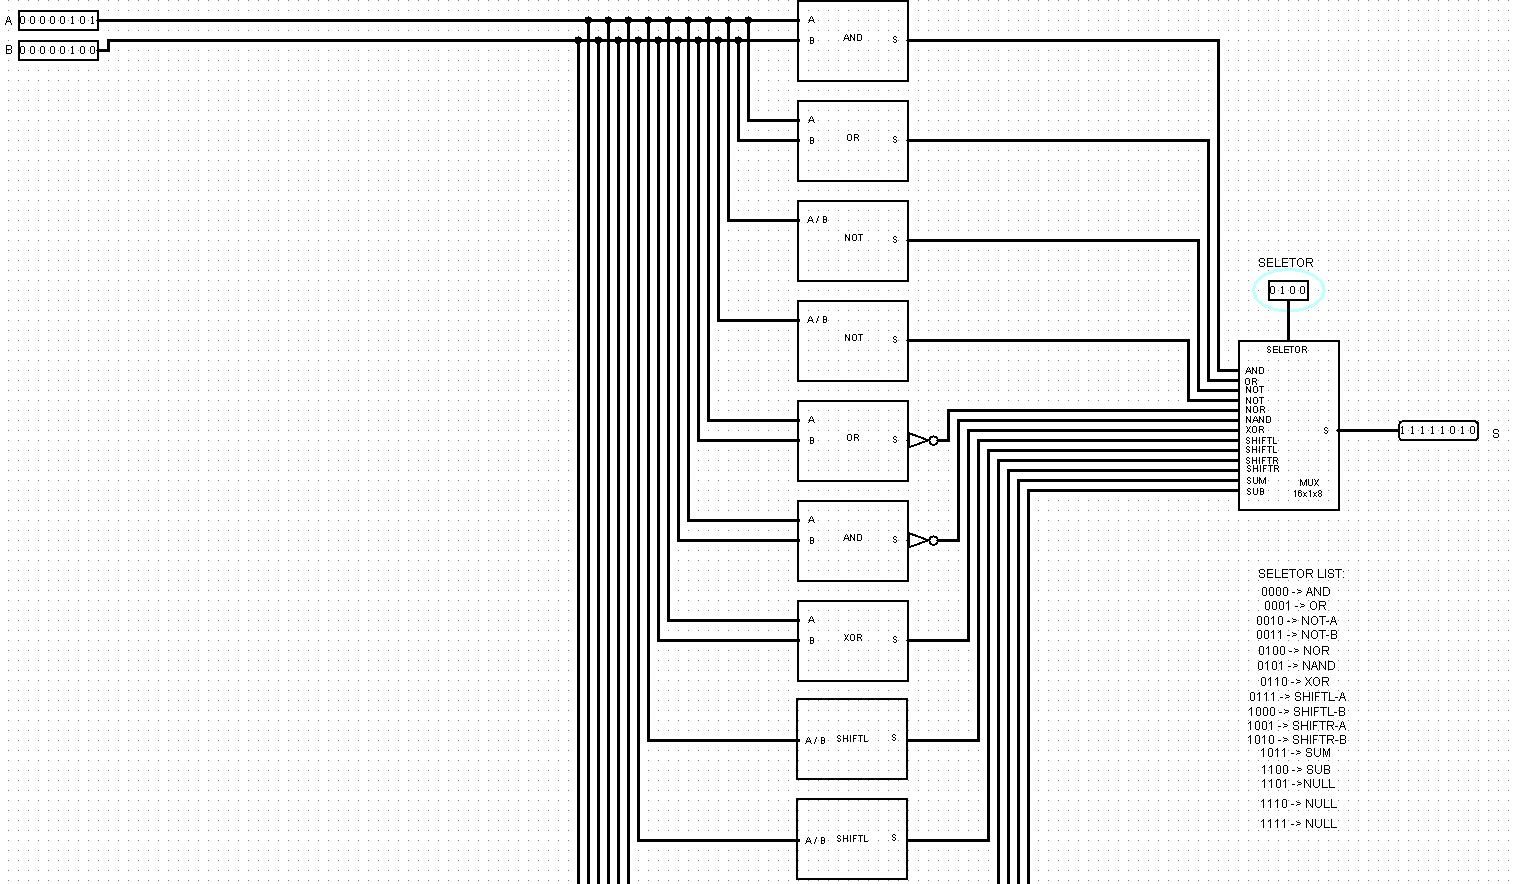 A 00000101
B 00000100
A
B AND S
A
B OR S
A/B
NOT S
A/B
NOT S
A
B OR S
A
B AND S
A
B XOR S
A/B SHIFTL S
A/B SHIFTL S
SELETOR
0100
SELETOR
AND
OR
NOT
NOT
NOR
NAND
XOR
SHIFTL
SHIFTL
SHIFTR
SHIFTR
SUM
SUB
S
MUX
16x1x8
11111010 S
SELETOR LIST:
0000 -> AND
0001 -> OR
0010 -> NOT-A
0011 -> NOT-B
0100 -> NOR
0101 -> NAND
0110 -> XOR
0111 -> SHIFTL-A
1000 -> SHIFTL-B
1001 -> SHIFTR-A
1010 -> SHIFTR-B
1011 -> SUM
1100 -> SUB
1101 ->NULL
1110 -> NULL
1111 -> NULL